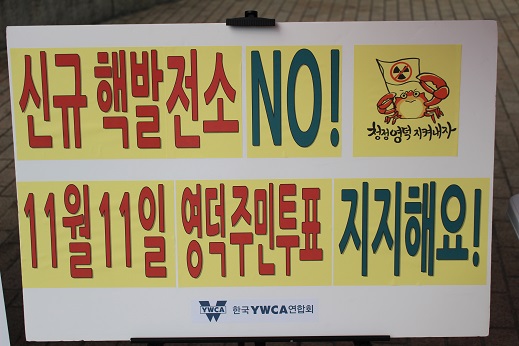 신규 핵발전소 NO!
청정영덕 지켜내자
11월11일 영덕주민투표 지지해요!
YWCA 한국YWCA연합회